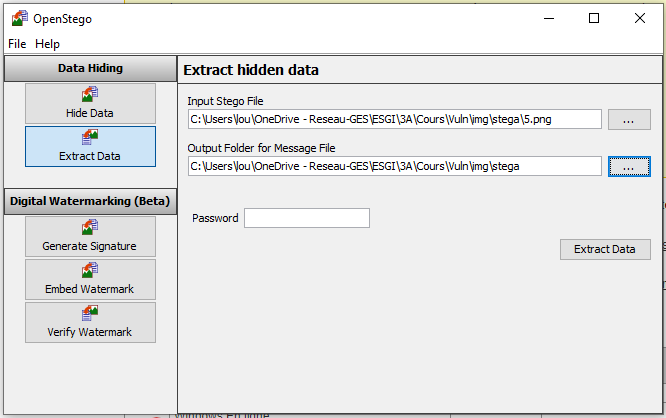 OpenStego
File Help
Data Hiding
Hide Data
Extract Data
Digital Watermarking (Beta)
Generate Signature
Embed Watermark
Verify Watermark
Extract hidden data
Input Stego File
C:\Users\lou\OneDrive - Reseau-GES\ESGI\3A\Cours\Vuln\img\stega\5.png
...
Output Folder for Message File
C:\Users\lou\OneDrive - Reseau-GES\ESGI\3A\Cours\Vuln\img\stega
...
Password
Extract Data